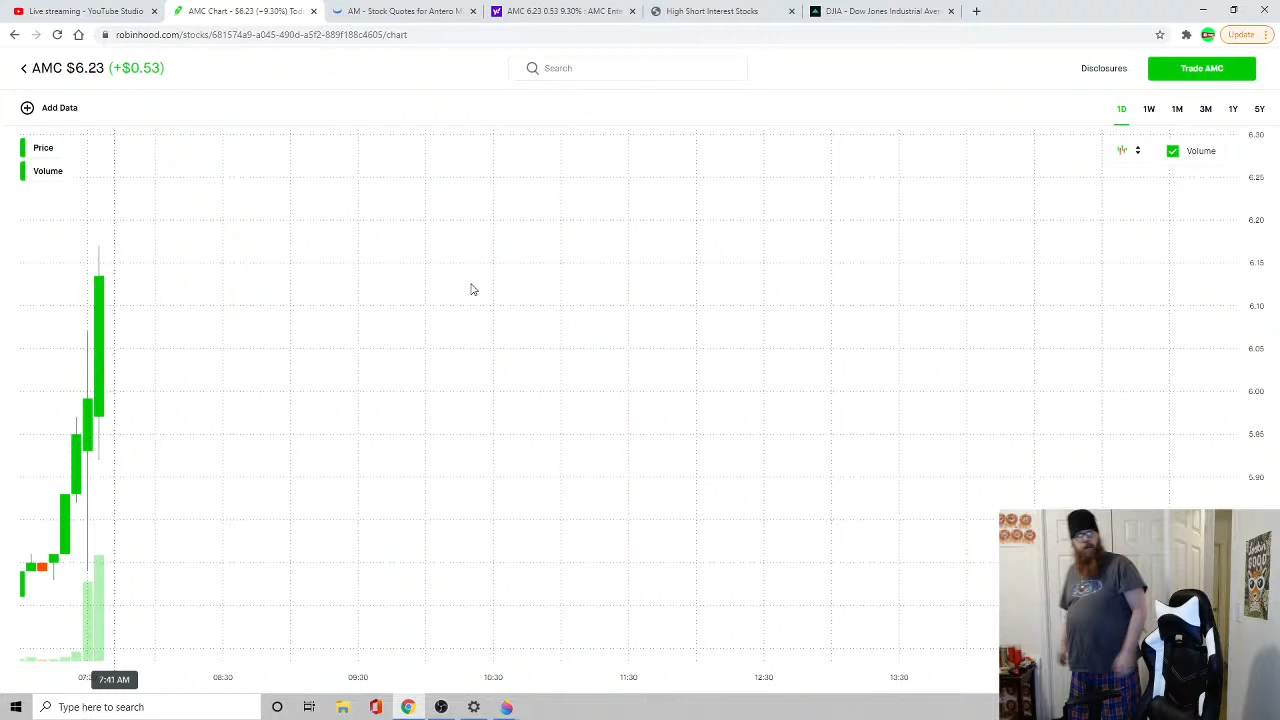 Live streaming - YouTube Studio
AMC Chart - $6.23 (+9.30%) Toda
AM – Stock Quotes for Antero M
AMC 6.23 0.53 9.30% : AMC Ente
High Short Interest Stocks
DJIA – Dow Jones Industrial Aver
robinhood.com/stocks/681574a9-a045-490d-a5f2-889f188c4605/chart
Update
AMC $6.23 (+$0.53)
Search
Disclosures
Trade AMC
Add Data
1D 1W 1M 3M 1Y 5Y
Price
Volume
Volume
6.30
6.25
6.20
6.15
6.10
6.05
6.00
5.95
5.90
7:41 AM
08:30
09:30
10:30
11:30
12:30
13:30
Type here to search